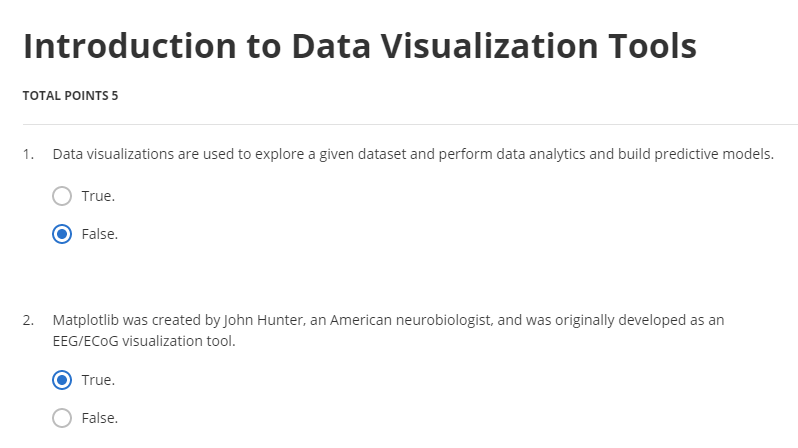 Introduction to Data Visualization Tools
TOTAL POINTS 5
1. Data visualizations are used to explore a given dataset and perform data analytics and build predictive models.
True.
False.
2. Matplotlib was created by John Hunter, an American neurobiologist, and was originally developed as an
EEG/ECoG visualization tool.
True.
False.